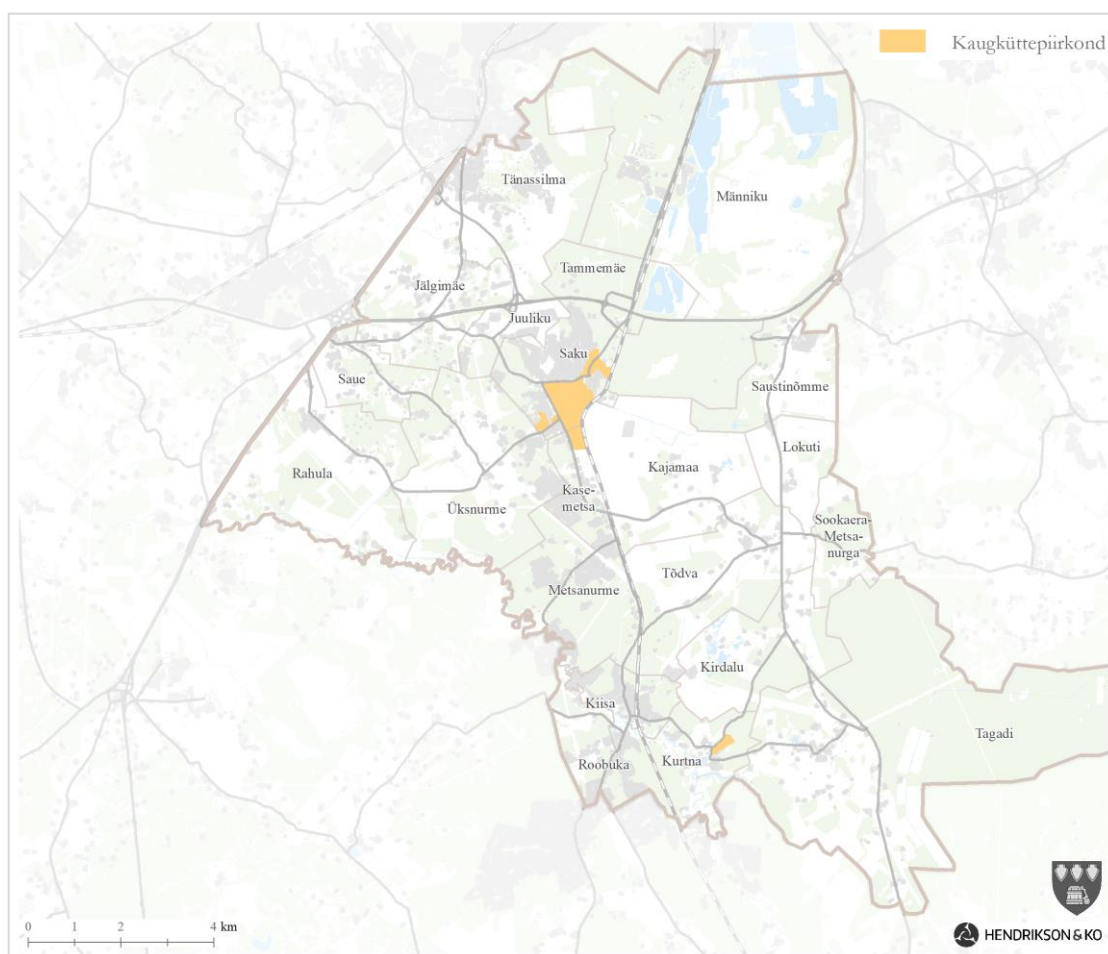 Kaugküttepiirkond
Tänassilma
Männiku
Tammemäe
Jälgimäe
Juuliku
Saku
Saue
Saustinõmme
Lokuti
Rahula
Kajamaa
Üksnurme
Kase-
metsa
Sookaera-
Metsa-
nurga
Tõdva
Metsanurme
Kirdalu
Kiisa
Tagadi
Roobuka
Kurtna
0 1 2 4 km
HENDRIKSON & KO